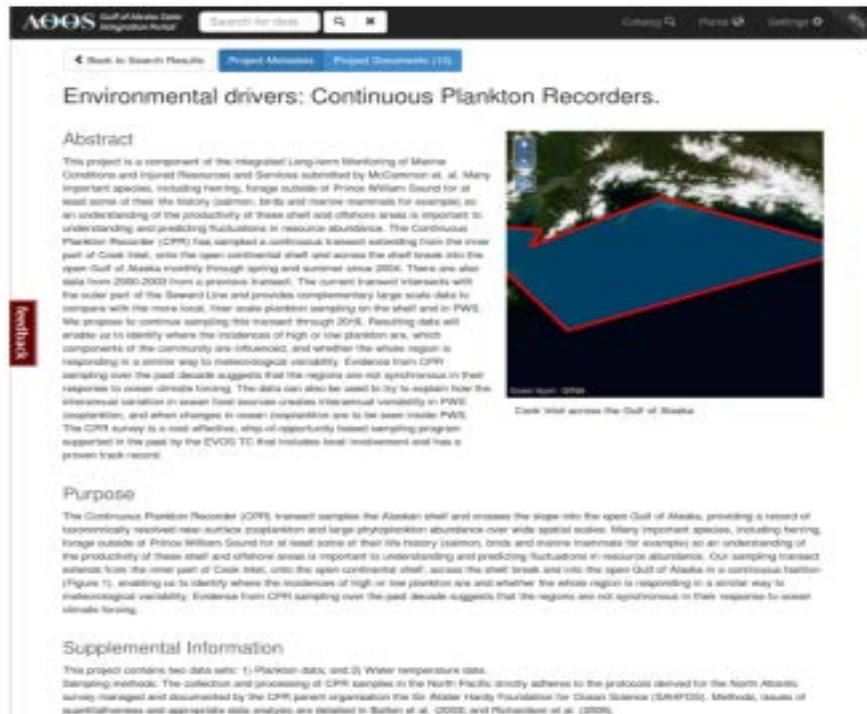 AOOS Gulf of Alaska Data Integration Portal
Search for data
Catalog
Portal
Settings
Back to Search Results
Project Metadata
Project Documents
Environmental drivers: Continuous Plankton Recorders.
Abstract
This project is a component of the Integrated Long-term Monitoring of Marine
Conditions and Injured Resources and Services submitted by McCammon et. al. Many
important species, including herring, forage outside of Prince William Sound for at
least some of their life history (salmon, birds and marine mammals for example) so
an understanding of the productivity of these shelf and offshore areas is important to
understanding and predicting fluctuations in resource abundance. The Continuous
Plankton Recorder (CPR) has sampled a continuous transect extending from the inner
part of Cook Inlet, onto the open continental shelf and across the shelf break into the
open Gulf of Alaska monthly through spring and summer since 2004. There are also
data from 2000-2003 from a previous transect. The current transect intersects with
the outer part of the Seward Line and provides complementary large scale data to
compare with the more local, finer scale plankton sampling on the shelf and in PWS.
We propose to continue sampling this transect through 2016. Resulting data will
enable us to identify where the incidences of high or low plankton are, which
components of the community are influenced, and whether the whole region is
responding in a similar way to meteorological variability. Evidence from CPR
sampling over the past decade suggests that the regions are not synchronous in their
response to ocean climate forcing. The data can also be used to try to explain how the
interannual variation in ocean food sources creates interannual variability in PWS
zooplankton, and when changes in ocean zooplankton are to be seen inside PWS.
The CPR survey is a cost-effective, ship-of-opportunity based sampling program
supported in the past by the EVOS TC that includes local involvement and has a
proven track record.
feedback
Cook Inlet across the Gulf of Alaska
Purpose
The Continuous Plankton Recorder (CPR) transect samples the Alaskan shelf and crosses the slope into the open Gulf of Alaska, providing a record of
taxonomically resolved near-surface zooplankton and large phytoplankton abundance over wide spatial scales. Many important species, including herring,
forage outside of Prince William Sound for at least some of their life history (salmon, birds and marine mammals for example) so an understanding of
the productivity of these shelf and offshore areas is important to understanding and predicting fluctuations in resource abundance. Our sampling transect
extends from the inner part of Cook Inlet, onto the open continental shelf, across the shelf break and into the open Gulf of Alaska in a continuous fashion
(Figure 1), enabling us to identify where the incidences of high or low plankton are and whether the whole region is responding in a similar way to
meteorological variability. Evidence from CPR sampling over the past decade suggests that the regions are not synchronous in their response to ocean
climate forcing.
Supplemental Information
This project contains two data sets: 1) Plankton data; and 2) Water temperature data.
Sampling methods: The collection and processing of CPR samples in the North Pacific strictly adheres to the protocols derived for the North Atlantic
survey managed and documented by the CPR parent organisation the Sir Alister Hardy Foundation for Ocean Science (SAHFOS). Methods, issues of
quantitativeness and appropriate data analysis are detailed in Batten et al. (2003) and Richardson et al. (2006).